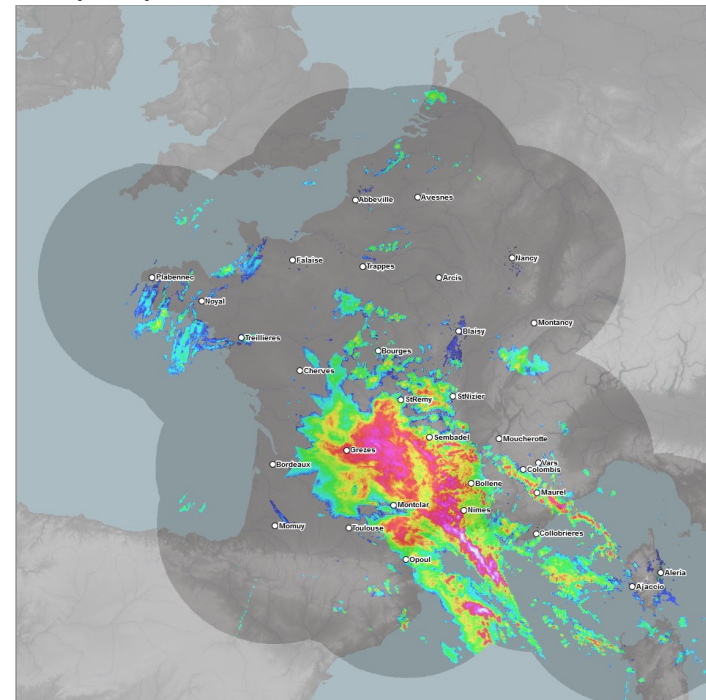 Abbeville
Avesnes
Falaise
Trappes
Nancy
Arcis
Plabennec
Noyal
Treillieres
Blaisy
Montancy
Bourges
Cherves
StRemy
StNizier
Sembadel
Moucherotte
Grezes
Bordeaux
Vars
Colombis
Bollene
Maurel
Montclar
Nimes
Momuy
Toulouse
Collobrieres
Opoul
Aleria
Ajaccio